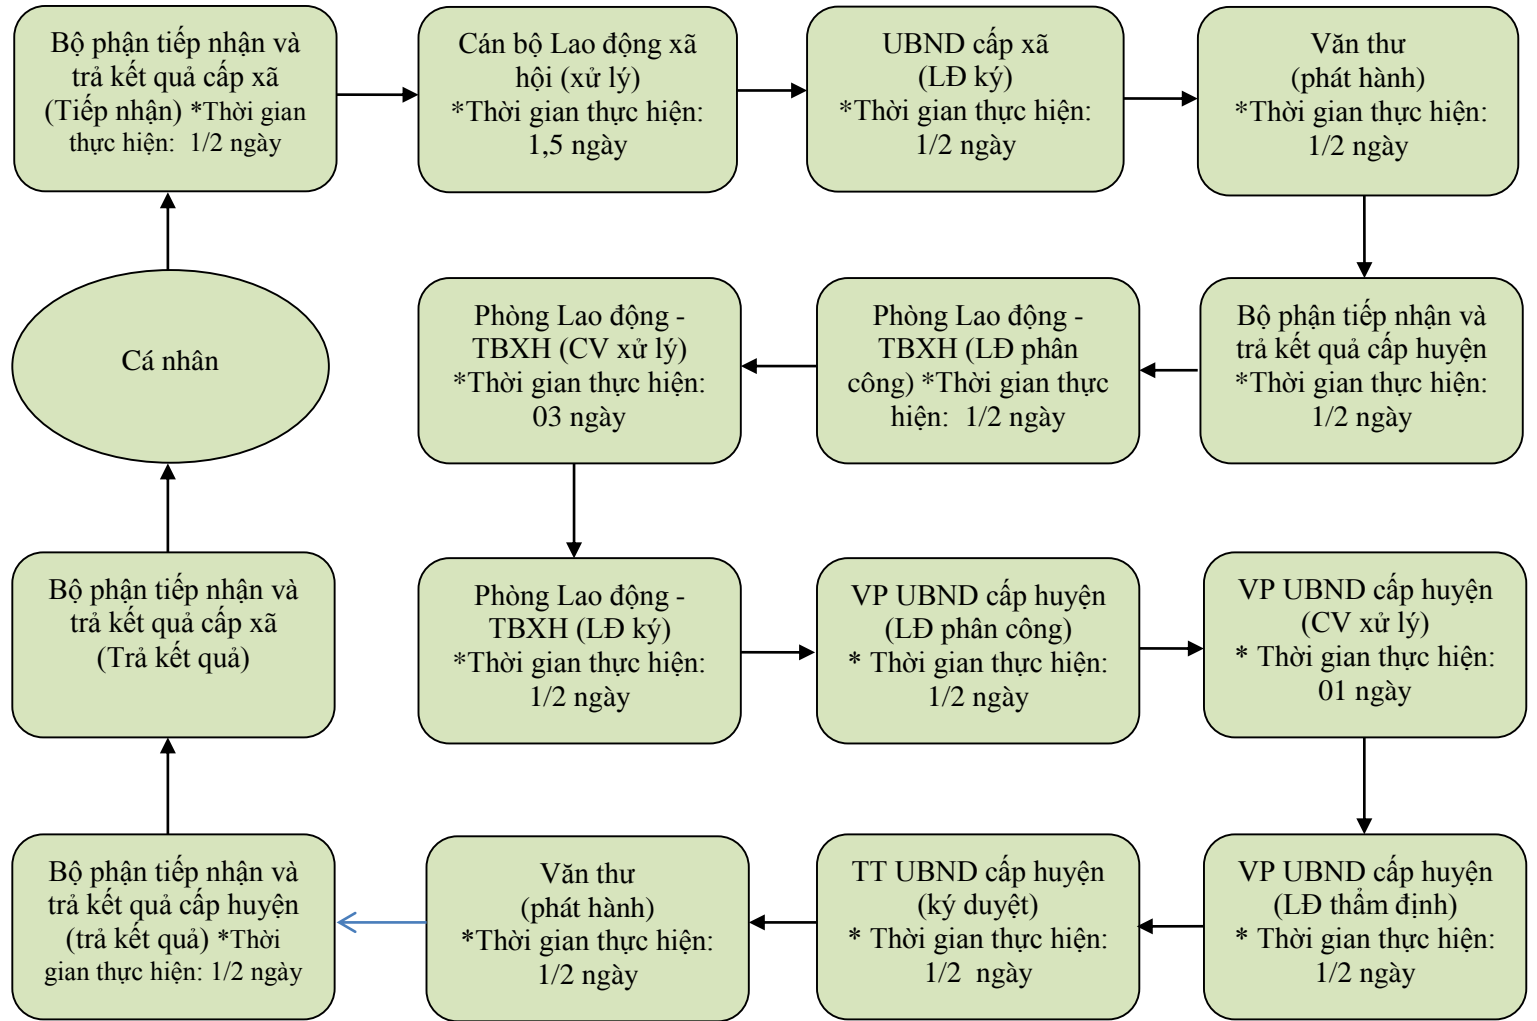 Bộ phận tiếp nhận và
trả kết quả cấp xã
(Tiếp nhận) *Thời gian
thực hiện: 1/2 ngày
Cán bộ Lao động xã
hội (xử lý)
*Thời gian thực hiện:
1,5 ngày
UBND cấp xã
(LĐ ký)
*Thời gian thực hiện:
1/2 ngày
Văn thư
(phát hành)
*Thời gian thực hiện:
1/2 ngày
Cá nhân
Phòng Lao động -
TBXH (CV xử lý)
*Thời gian thực hiện:
03 ngày
Phòng Lao động -
TBXH (LĐ phân
công) *Thời gian thực
hiện: 1/2 ngày
Bộ phận tiếp nhận và
trả kết quả cấp huyện
*Thời gian thực hiện:
1/2 ngày
Bộ phận tiếp nhận và
trả kết quả cấp xã
(Trả kết quả)
Phòng Lao động -
TBXH (LĐ ký)
*Thời gian thực hiện:
1/2 ngày
VP UBND cấp huyện
(LĐ phân công)
* Thời gian thực hiện:
1/2 ngày
VP UBND cấp huyện
(CV xử lý)
* Thời gian thực hiện:
01 ngày
Bộ phận tiếp nhận và
trả kết quả cấp huyện
(trả kết quả) *Thời
gian thực hiện: 1/2 ngày
Văn thư
(phát hành)
*Thời gian thực hiện:
1/2 ngày
TT UBND cấp huyện
(ký duyệt)
* Thời gian thực hiện:
1/2 ngày
VP UBND cấp huyện
(LĐ thẩm định)
* Thời gian thực hiện:
1/2 ngày